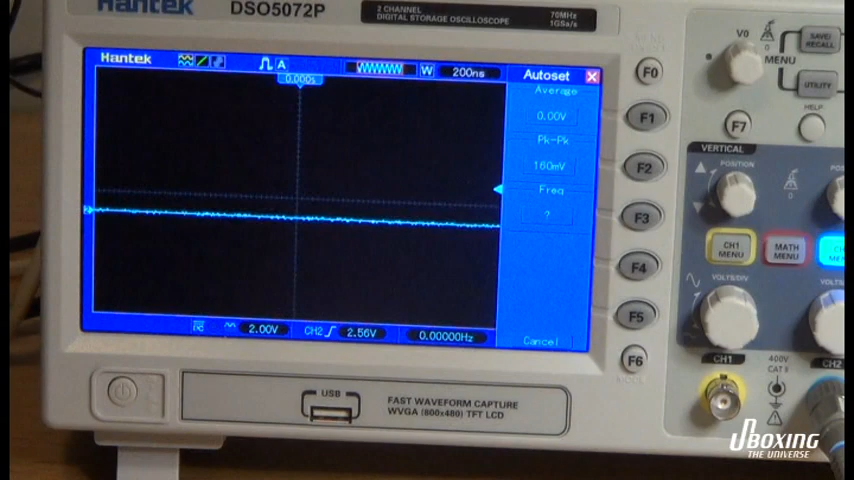 Hantek
DSO5072P
2 CHANNEL
DIGITAL STORAGE OSCILLOSCOPE
70MHz
1GSa/s
Hantek
A
W
200ns
0.000s
Autoset
Average
0.00V
Pk-Pk
160mV
Freq
?
Cancel
2.00V
CH2
2.56V
0.00000Hz
F0
F1
F2
F3
F4
F5
F6
F7
V0
MENU
SAVE/
RECALL
UTILITY
HELP
VERTICAL
POSITION
CH1
MENU
MATH
MENU
VOLTS/DIV
CH1
400V
CH2
USB
FAST WAVEFORM CAPTURE
WVGA (800x480) TFT LCD
UNBOXING
THE UNIVERSE